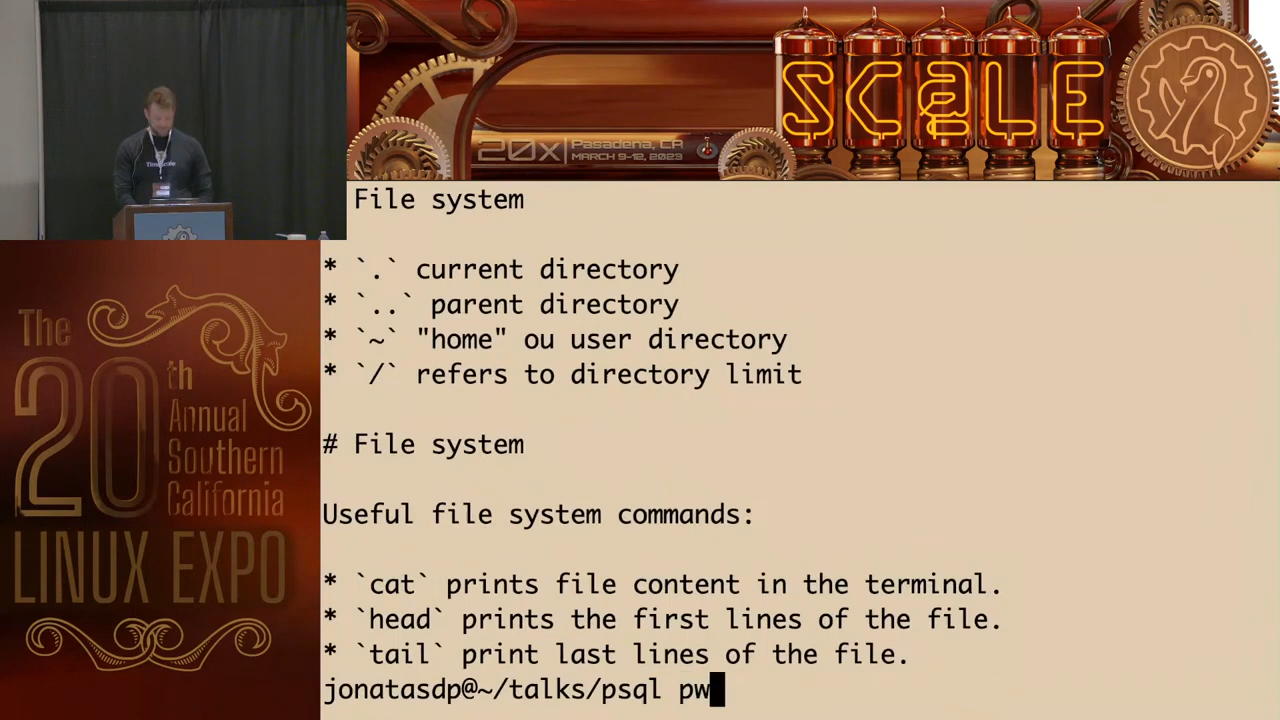 SC@LE
20x
Pasadena, CA
MARCH 9-12, 2023
The
20th
Annual
Southern
California
LINUX EXPO
File system
* `.` current directory
* `..` parent directory
* `~` "home" ou user directory
* `/` refers to directory limit
# File system
Useful file system commands:
* `cat` prints file content in the terminal.
* `head` prints the first lines of the file.
* `tail` print last lines of the file.
jonatasdp@~/talks/psql pw